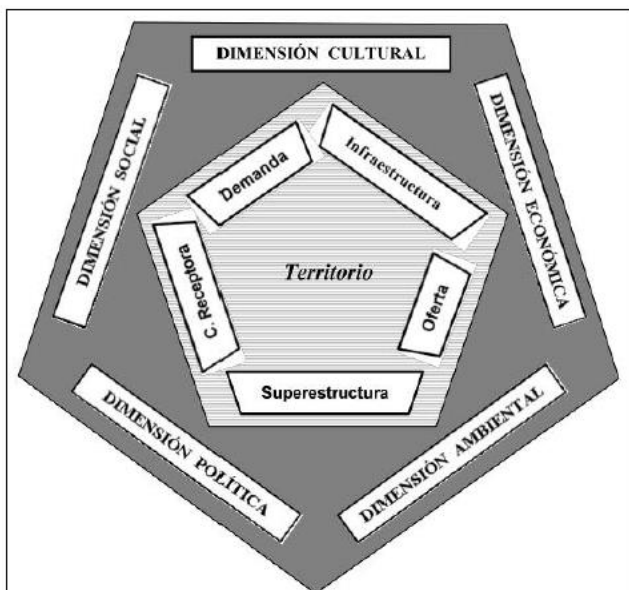 DIMENSIÓN CULTURAL
DIMENSIÓN SOCIAL
DIMENSIÓN ECONÓMICA
Demanda
Infraestructura
C. Receptora
Territorio
Oferta
Superestructura
DIMENSIÓN POLÍTICA
DIMENSIÓN AMBIENTAL